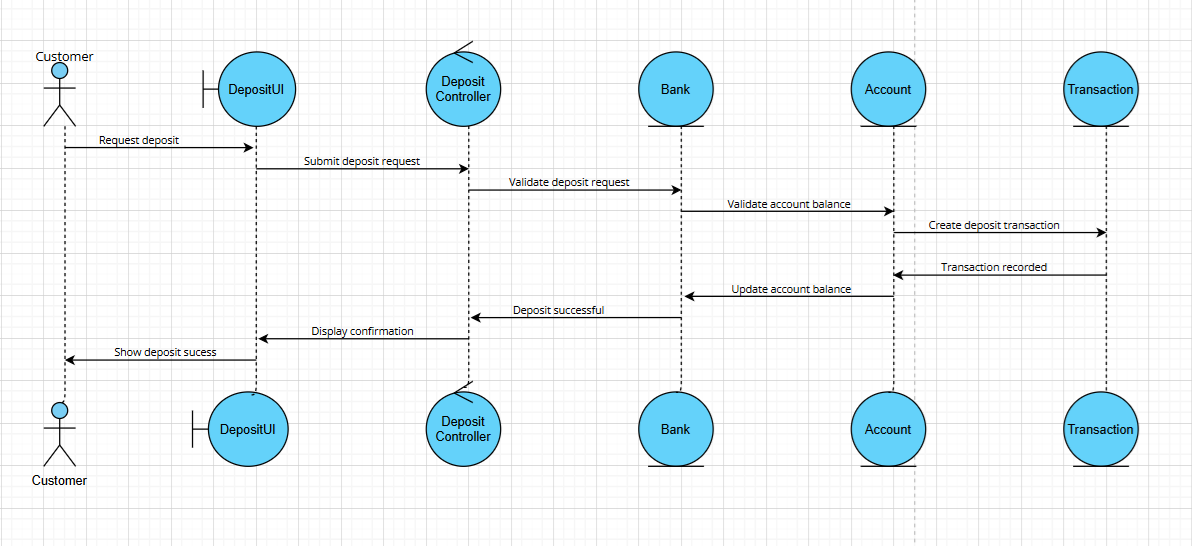 Customer
DepositUI
Deposit
Controller
Bank
Account
Transaction
Request deposit
Submit deposit request
Validate deposit request
Validate account balance
Create deposit transaction
Transaction recorded
Update account balance
Deposit successful
Display confirmation
Show deposit sucess
DepositUI
Deposit
Controller
Bank
Account
Transaction
Customer